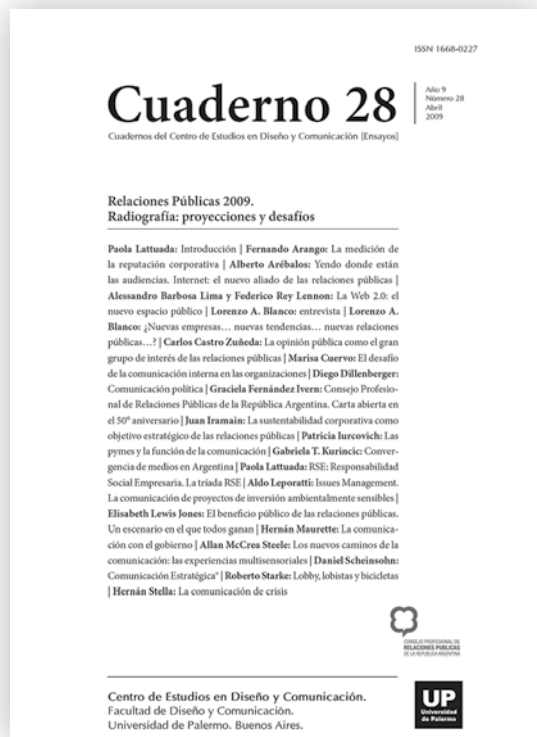 ISSN 1668-0227
Cuaderno 28
Año 9
Número 28
Abril
2009
Cuadernos del Centro de Estudios en Diseño y Comunicación [Ensayos]
Relaciones Públicas 2009.
Radiografía: proyecciones y desafíos
Paola Lattuada: Introducción | Fernando Arango: La medición de
la reputación corporativa | Alberto Arébalos: Yendo donde están
las audiencias. Internet: el nuevo aliado de las relaciones públicas |
Alessandro Barbosa Lima y Federico Rey Lennon: La Web 2.0: el
nuevo espacio público | Lorenzo A. Blanco: entrevista | Lorenzo A.
Blanco: ¿Nuevas empresas… nuevas tendencias… nuevas relaciones
públicas…? | Carlos Castro Zuñeda: La opinión pública como el gran
grupo de interés de las relaciones públicas | Marisa Cuervo: El desafío
de la comunicación interna en las organizaciones | Diego Dillenberger:
Comunicación política | Graciela Fernández Ivern: Consejo Profesio-
nal de Relaciones Públicas de la República Argentina. Carta abierta en
el 50º aniversario | Juan Iramain: La sustentabilidad corporativa como
objetivo estratégico de las relaciones públicas | Patricia Iurcovich: Las
pymes y la función de la comunicación | Gabriela T. Kurincic: Conver-
gencia de medios en Argentina | Paola Lattuada: RSE: Responsabilidad
Social Empresaria. La tríada RSE | Aldo Leporatti: Issues Management.
La comunicación de proyectos de inversión ambientalmente sensibles |
Elisabeth Lewis Jones: El beneficio público de las relaciones públicas.
Un escenario en el que todos ganan | Hernán Maurette: La comunica-
ción con el gobierno | Allan McCrea Steele: Los nuevos caminos de la
comunicación: las experiencias multisensoriales | Daniel Scheinsohn:
Comunicación Estratégica® | Roberto Starke: Lobby, lobistas y bicicletas
| Hernán Stella: La comunicación de crisis
CONSEJO PROFESIONAL DE
RELACIONES PUBLICAS
DE LA REPUBLICA ARGENTINA
Centro de Estudios en Diseño y Comunicación.
Facultad de Diseño y Comunicación.
Universidad de Palermo. Buenos Aires.
UP
Universidad
de Palermo